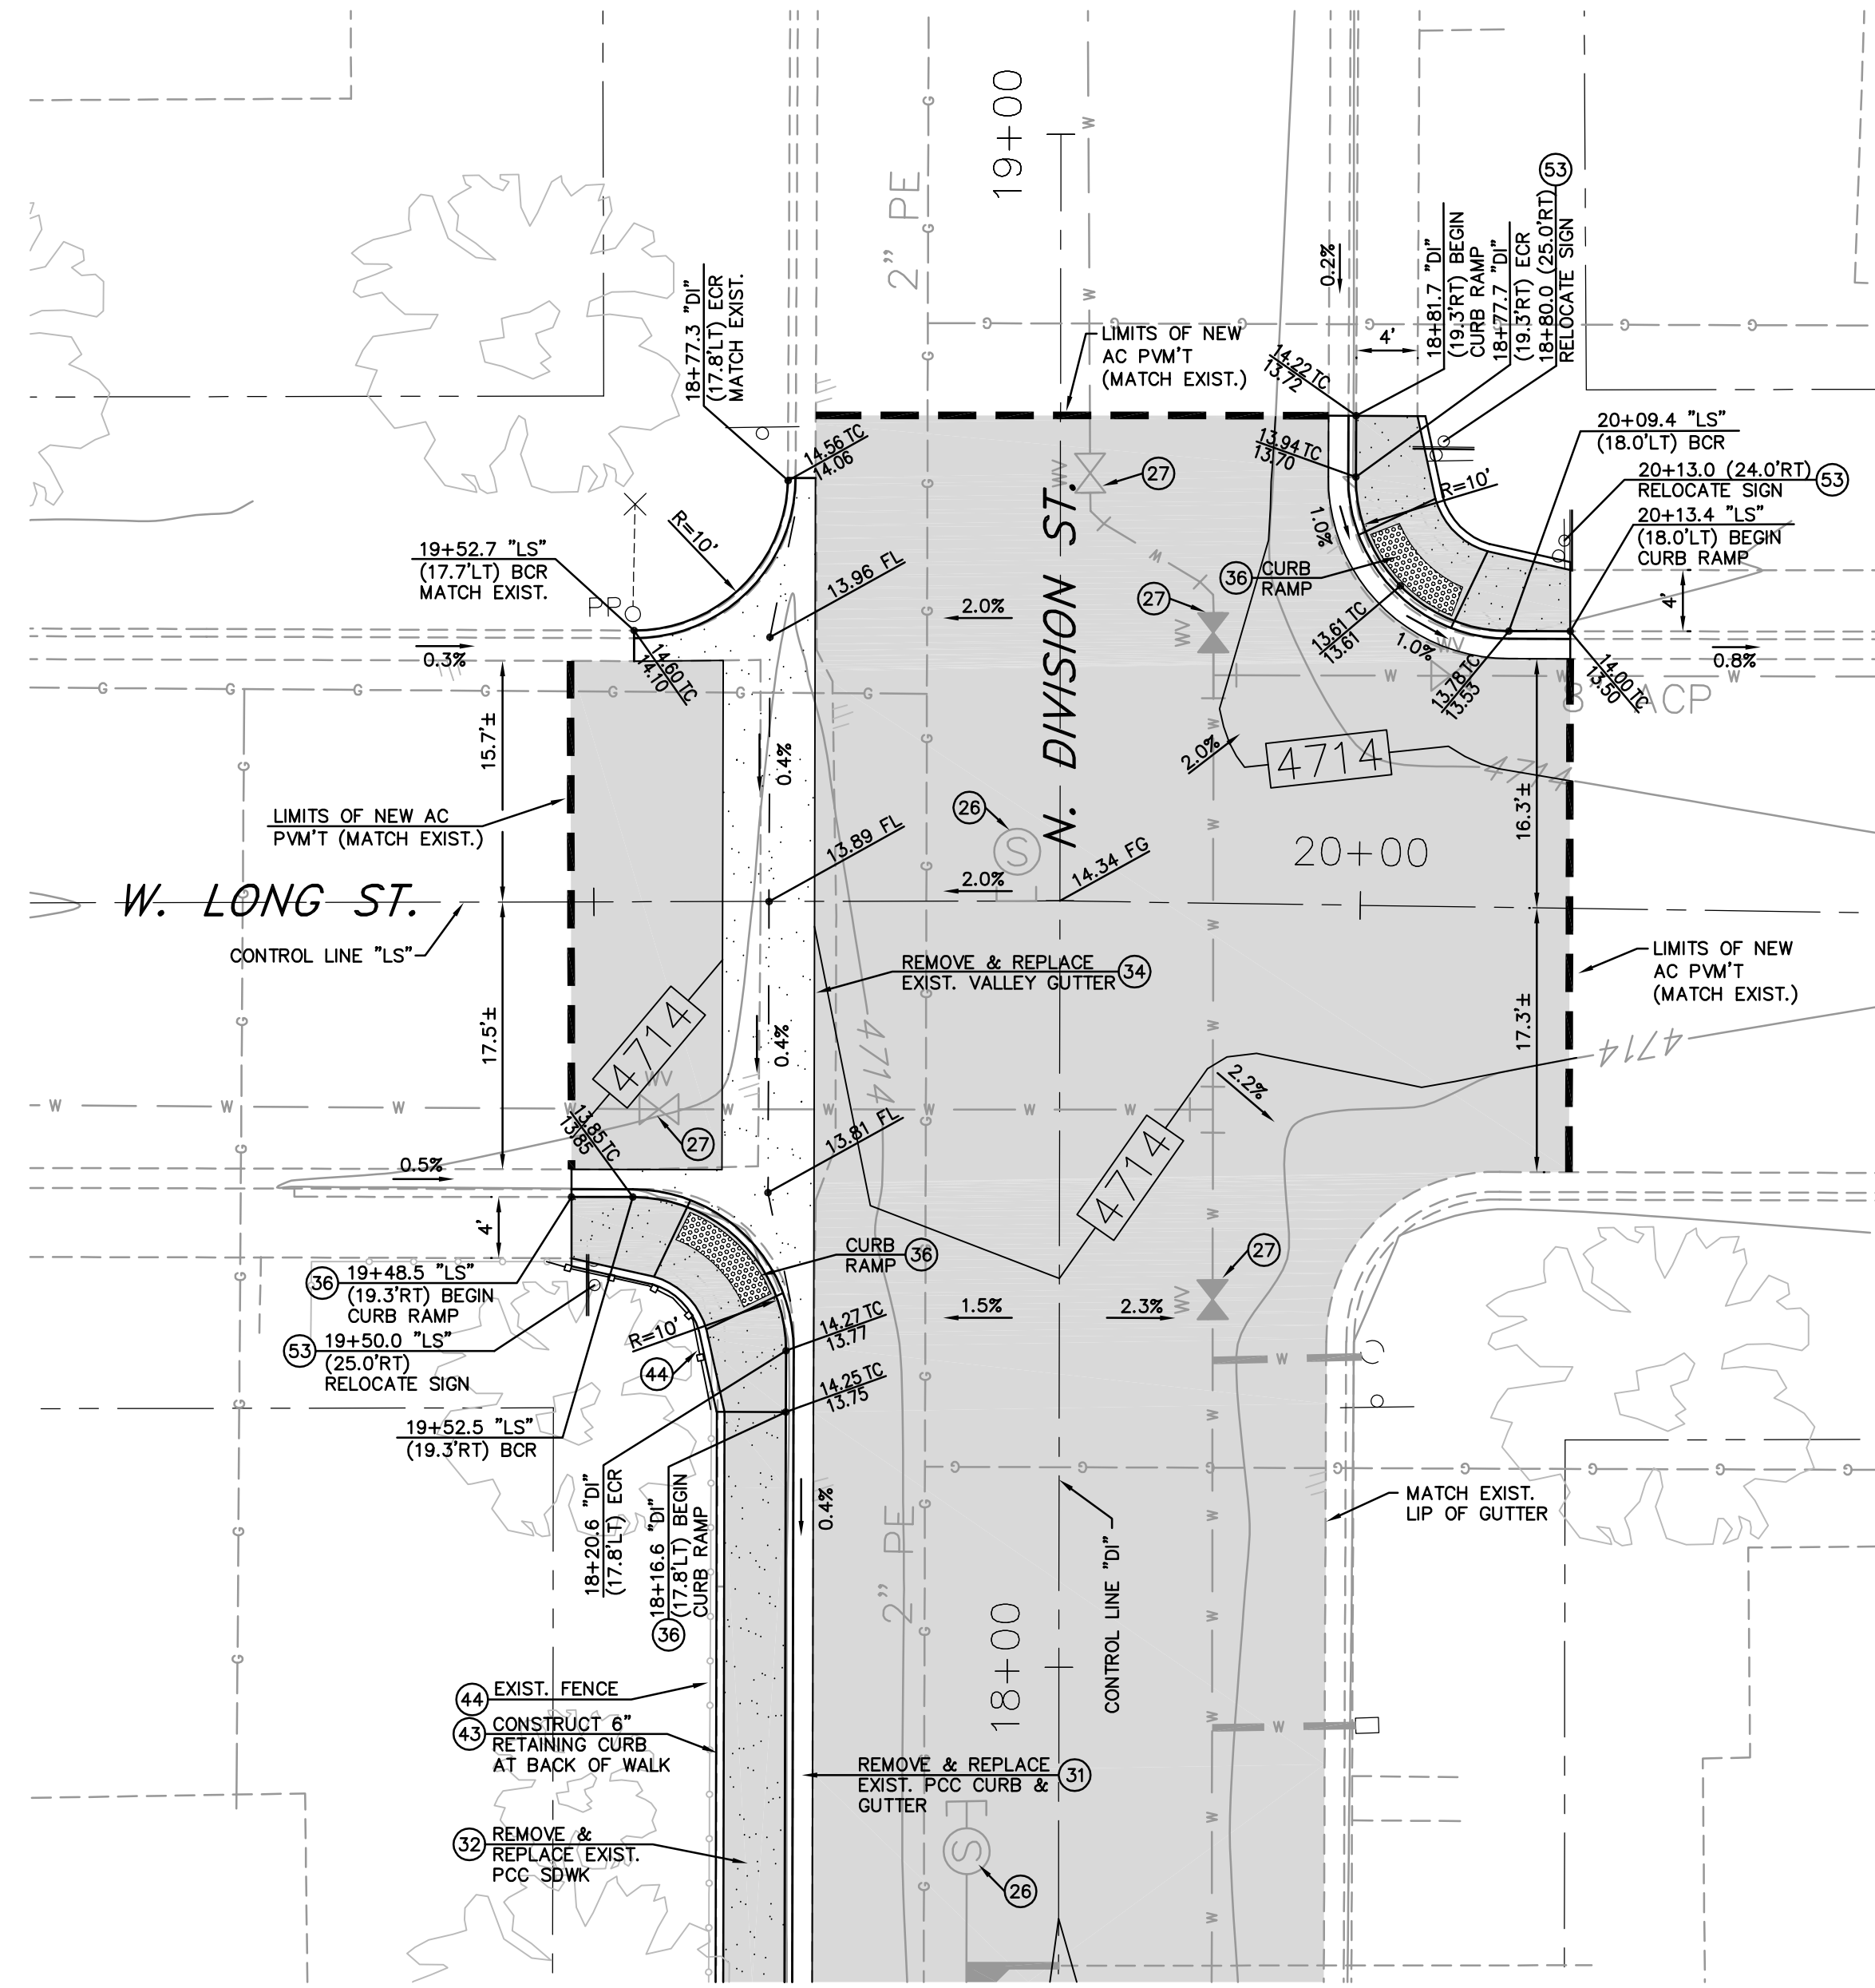 19+00
2" PE
0.2%
53
18+81.7 "DI"
(19.3'RT) BEGIN
CURB RAMP
18+77.7 "DI"
(19.3'RT) ECR
18+80.0 (25.0'RT)
RELOCATE SIGN
18+77.3 "DI"
(17.8'LT) ECR
MATCH EXIST.
LIMITS OF NEW
AC PVM'T
(MATCH EXIST.)
4'
14.22 TC
13.72
13.94 TC
13.70
14.56 TC
14.06
20+09.4 "LS"
(18.0'LT) BCR
20+13.0 (24.0'RT) 53
RELOCATE SIGN
20+13.4 "LS"
(18.0'LT) BEGIN
CURB RAMP
R=10'
R=10'
1.0%
WV
27
N. DIVISION ST.
19+52.7 "LS"
(17.7'LT) BCR
MATCH EXIST.
PP
13.96 FL
2.0%
27
WV
36 CURB
RAMP
13.61 TC
13.61
1.0%
WV
4'
0.3%
14.60 TC
14.10
13.78 TC
13.53
14.00 TC
13.50
0.8%
8" ACP
15.7'±
0.4%
2.0%
4714
4714
16.3'±
LIMITS OF NEW AC
PVM'T (MATCH EXIST.)
26
S
13.89 FL
2.0%
14.34 FG
20+00
W. LONG ST.
CONTROL LINE "LS"
REMOVE & REPLACE
EXIST. VALLEY GUTTER 34
LIMITS OF NEW
AC PVM'T
(MATCH EXIST.)
17.5'±
4714
0.4%
4714
17.3'±
4714
WV
27
13.85 TC
13.85
13.81 FL
2.2%
4714
0.5%
4'
CURB 36
RAMP
27
WV
36 19+48.5 "LS"
(19.3'RT) BEGIN
CURB RAMP
53 19+50.0 "LS"
(25.0'RT)
RELOCATE SIGN
R=10'
44
1.5%
2.3%
14.27 TC
13.77
14.25 TC
13.75
19+52.5 "LS"
(19.3'RT) BCR
18+20.6 "DI"
(17.8'LT) ECR
18+16.6 "DI"
(17.8'LT) BEGIN
CURB RAMP
36
0.4%
2" PE
MATCH EXIST.
LIP OF GUTTER
18+00
CONTROL LINE "DI"
44 EXIST. FENCE
43 CONSTRUCT 6"
RETAINING CURB
AT BACK OF WALK
REMOVE & REPLACE 31
EXIST. PCC CURB &
GUTTER
32 REMOVE &
REPLACE EXIST.
PCC SDWK
S
26